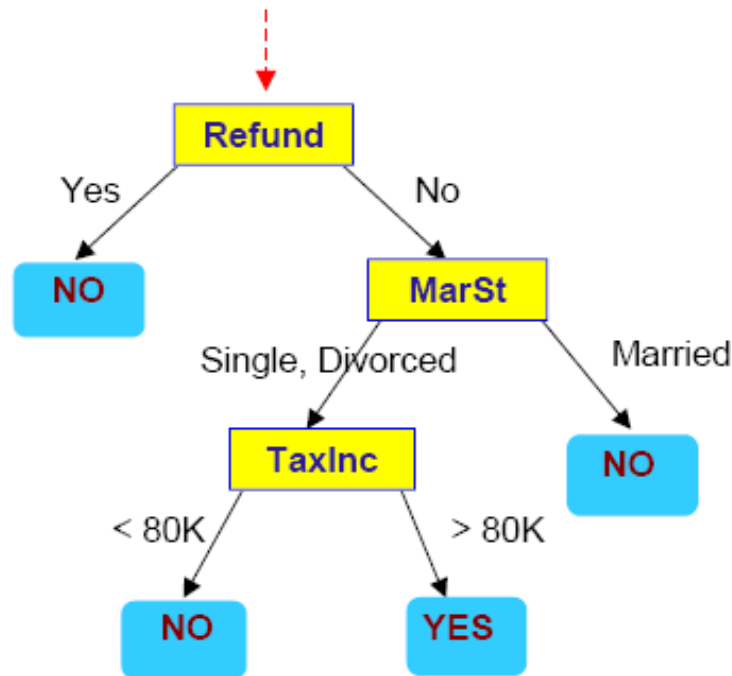 Refund
Yes
No
NO
MarSt
Single, Divorced
Married
TaxInc
NO
< 80K
> 80K
NO
YES